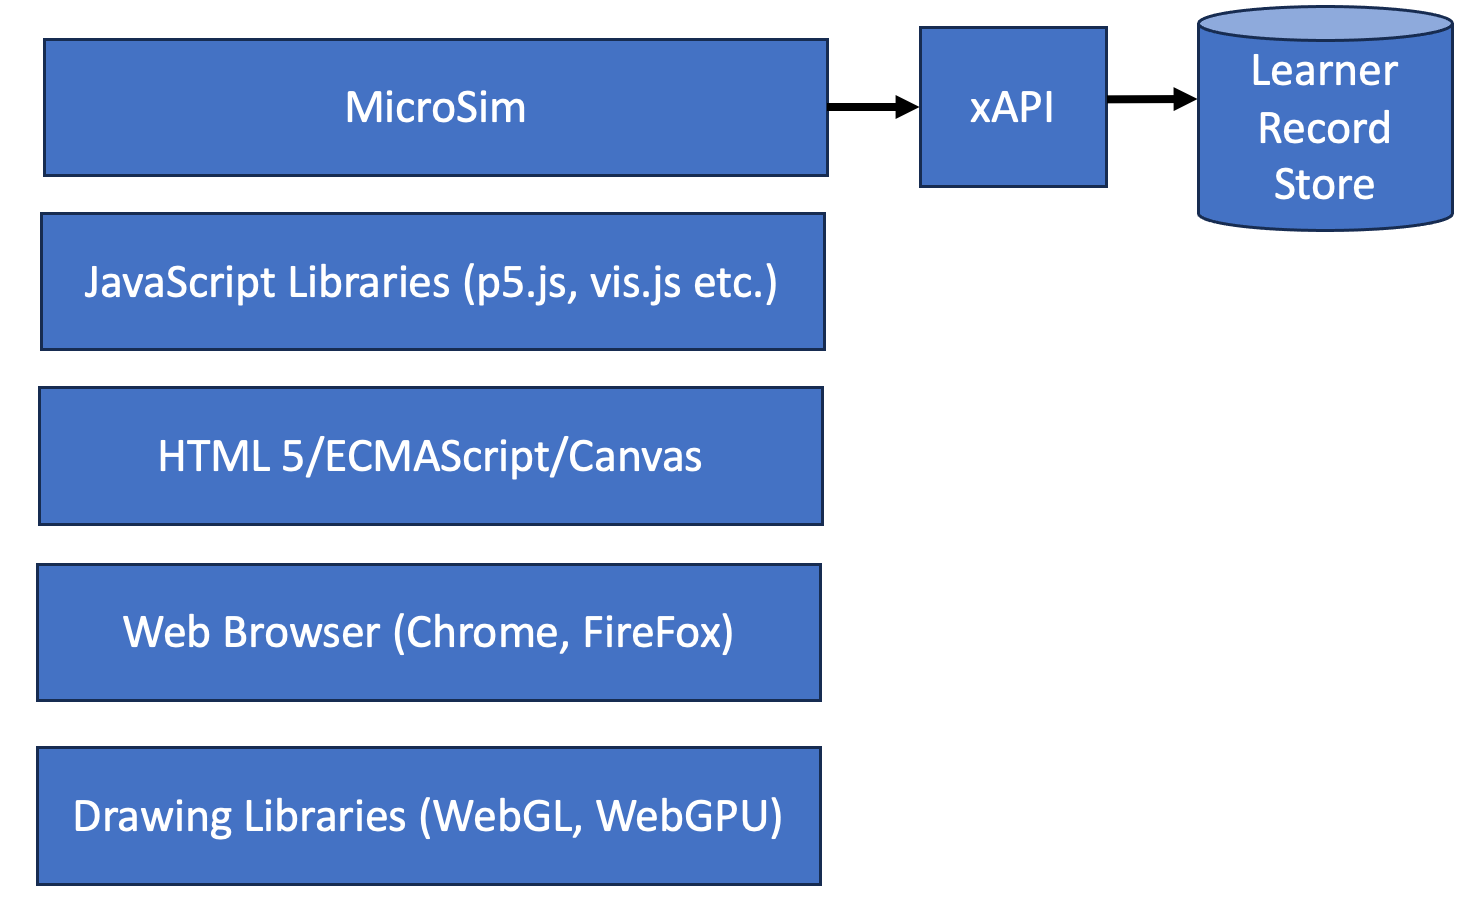 MicroSim
xAPI
Learner
Record
Store
JavaScript Libraries (p5.js, vis.js etc.)
HTML 5/ECMAScript/Canvas
Web Browser (Chrome, FireFox)
Drawing Libraries (WebGL, WebGPU)